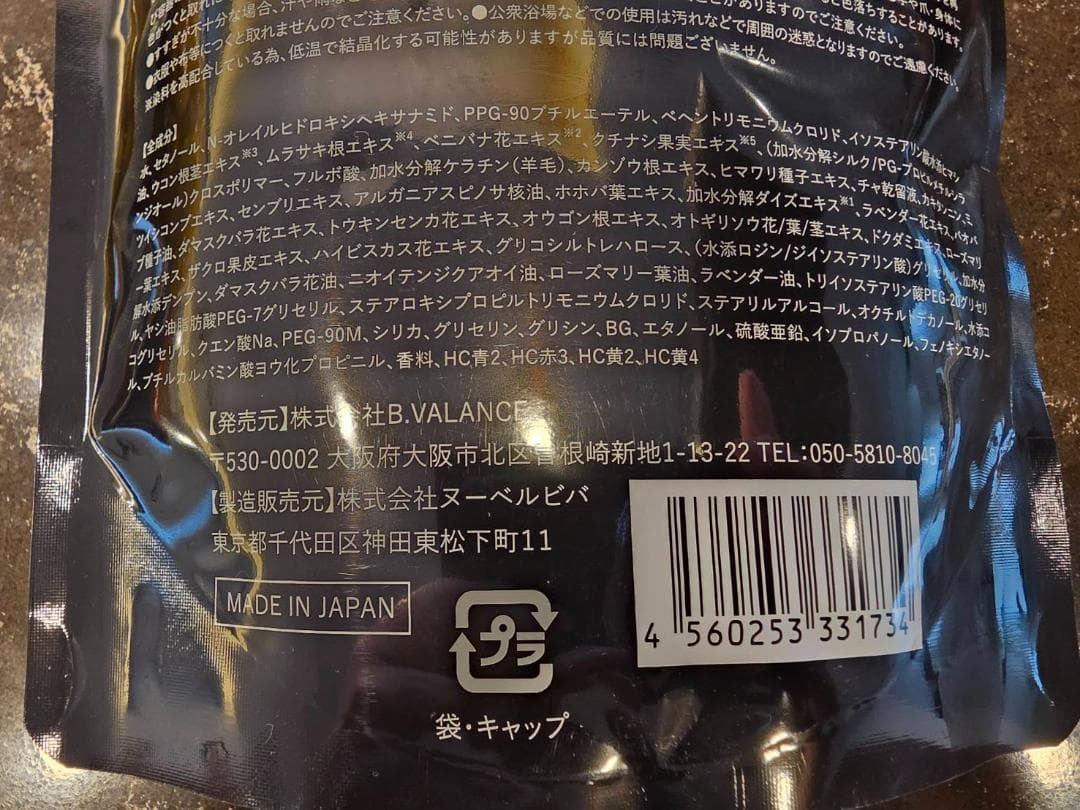 色がつくと取れに
●すすぎが不十分な場合、汗や雨な
ありますのでご注意ください。
●衣服や布等につくと取れませんのでご注意ください。●公衆浴場などでの使用は汚れなどで周囲の迷惑となりますのでご遠慮ください。
※染料を高配合している為、低温で結晶化する可能性がありますが品質には問題ございません。
【全成分】
水、セタノール、N-オレイルヒドロキシヘキサナミド、PPG-90ブチルエーテル、ベヘントリモニウムクロリド、イソステアリン酸水添ヒマシ
油、ウコン根茎エキス※3、ムラサキ根エキス※4、ベニバナ花エキス※2、クチナシ果実エキス※5、(加水分解シルク/PG-プロピルメチルシラ
ンジオール)クロスポリマー、フルボ酸、加水分解ケラチン(羊毛)、カンゾウ根エキス、ヒマワリ種子エキス、チャ乾留液、カキタンニン、ミ
ツイシコンブエキス、センブリエキス、アルガニアスピノサ核油、ホホバ葉エキス、加水分解ダイズエキス※1、ラベンダー花エキス、バオバ
ブ種子油、ダマスクバラ花エキス、トウキンセンカ花エキス、オウゴン根エキス、オトギリソウ花/葉/茎エキス、ドクダミエキス、ローズマリ
ー葉エキス、ザクロ果皮エキス、ハイビスカス花エキス、グリコシルトレハロース、(水添ロジン/ジイソステアリン酸)グリセリル、加水分
解水添デンプン、ダマスクバラ花油、ニオイテンジクアオイ油、ローズマリー葉油、ラベンダー油、トリイソステアリン酸PEG-20グリセリ
ル、ヤシ油脂肪酸PEG-7グリセリル、ステアロキシプロピルトリモニウムクロリド、ステアリルアルコール、オクチルドデカノール、水添コ
コグリセリル、クエン酸Na、PEG-90M、シリカ、グリセリン、グリシン、BG、エタノール、硫酸亜鉛、イソプロパノール、フェノキシエタノー
ル、ブチルカルバミン酸ヨウ化プロピニル、香料、HC青2、HC赤3、HC黄2、HC黄4
【発売元】株式会社B.VALANCE
〒530-0002 大阪府大阪市北区曽根崎新地1-13-22 TEL:050-5810-8045
【製造販売元】株式会社ヌーベルビバ
東京都千代田区神田東松下町11
MADE IN JAPAN
プラ
袋・キャップ
4 560253 331734